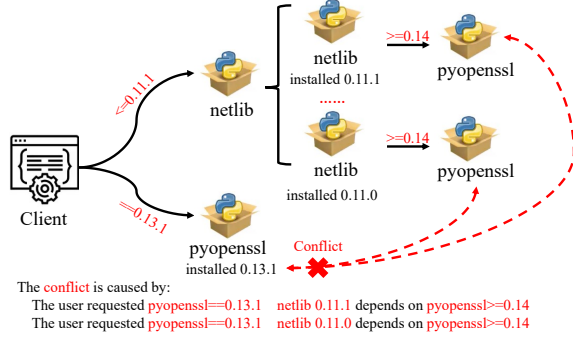 >=0.14
netlib
installed 0.11.1
pyopenssl
<=0.11.1
netlib
......
>=0.14
netlib
installed 0.11.0
pyopenssl
Client
==0.13.1
pyopenssl
installed 0.13.1
Conflict
The conflict is caused by:
The user requested pyopenssl==0.13.1 netlib 0.11.1 depends on pyopenssl>=0.14
The user requested pyopenssl==0.13.1 netlib 0.11.0 depends on pyopenssl>=0.14